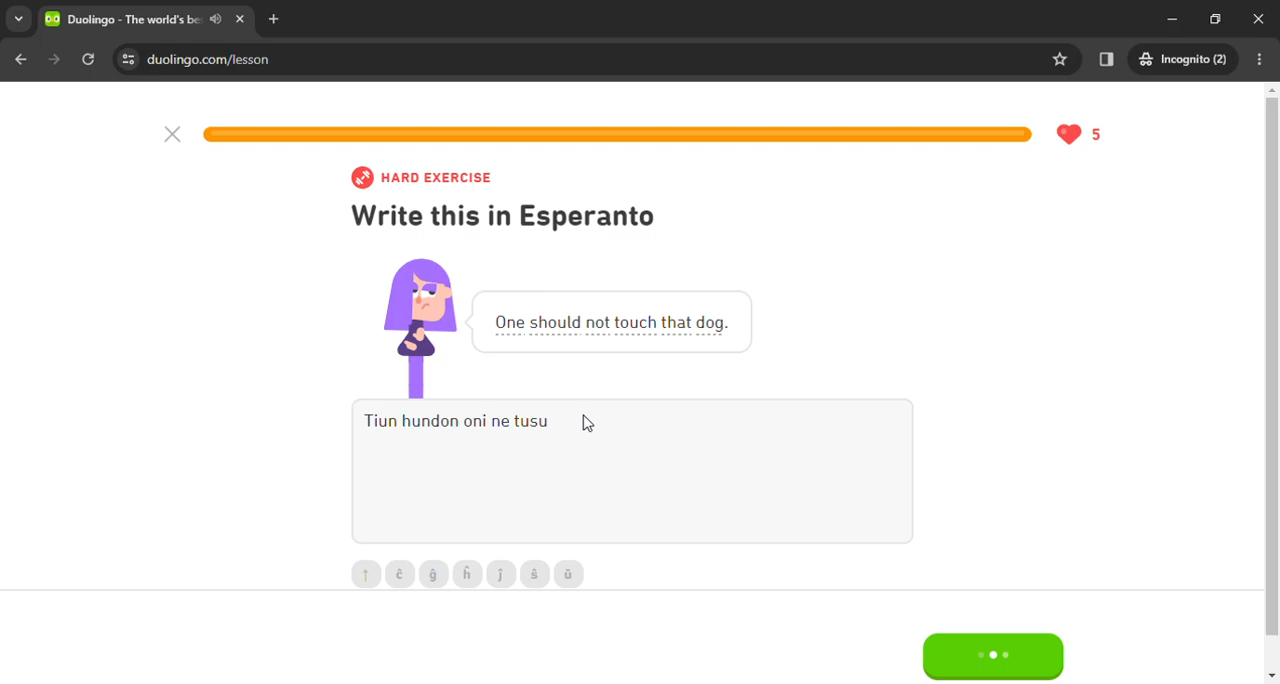 Duolingo - The world's be
duolingo.com/lesson
Incognito (2)
5
HARD EXERCISE
Write this in Esperanto
One should not touch that dog.
Tiun hundon oni ne tusu
↑ ĉ ĝ ĥ ĵ ŝ ŭ